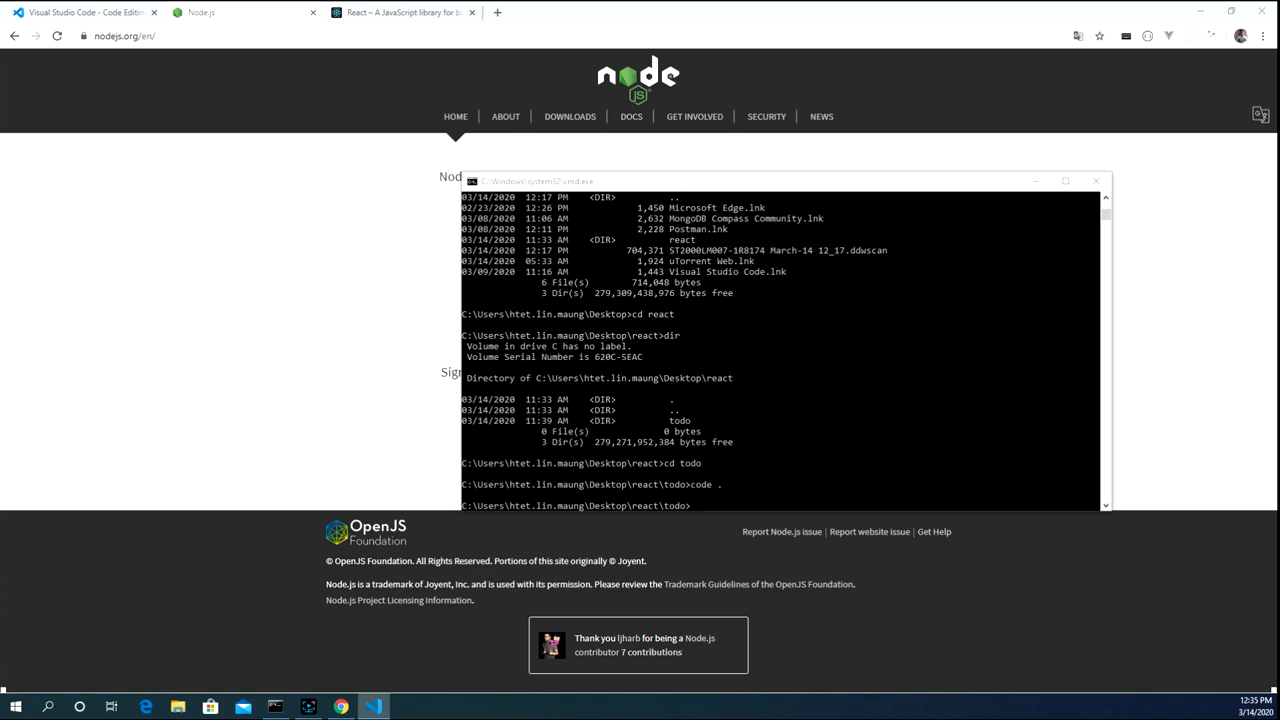 Visual Studio Code - Code Editin
Node.js
React – A JavaScript library for bu
nodejs.org/en/
node
JS
HOME
ABOUT
DOWNLOADS
DOCS
GET INVOLVED
SECURITY
NEWS
Nod
C:\Windows\system32\cmd.exe
03/14/2020 12:17 PM <DIR> ..
02/23/2020 12:26 PM 1,450 Microsoft Edge.lnk
03/08/2020 11:06 AM 2,632 MongoDB Compass Community.lnk
03/08/2020 12:11 PM 2,228 Postman.lnk
03/14/2020 11:33 AM <DIR> react
03/14/2020 12:17 PM 704,371 ST2000LM007-1R8174 March-14 12_17.ddwscan
03/14/2020 05:33 AM 1,924 uTorrent Web.lnk
03/09/2020 11:16 AM 1,443 Visual Studio Code.lnk
6 File(s) 714,048 bytes
3 Dir(s) 279,309,438,976 bytes free
C:\Users\htet.lin.maung\Desktop>cd react
C:\Users\htet.lin.maung\Desktop\react>dir
Volume in drive C has no label.
Volume Serial Number is 620C-5EAC
Directory of C:\Users\htet.lin.maung\Desktop\react
03/14/2020 11:33 AM <DIR> .
03/14/2020 11:33 AM <DIR> ..
03/14/2020 11:39 AM <DIR> todo
0 File(s) 0 bytes
3 Dir(s) 279,271,952,384 bytes free
C:\Users\htet.lin.maung\Desktop\react>cd todo
C:\Users\htet.lin.maung\Desktop\react\todo>code .
C:\Users\htet.lin.maung\Desktop\react\todo>
Sign
OpenJS
Foundation
Report Node.js issue | Report website issue | Get Help
© OpenJS Foundation. All Rights Reserved. Portions of this site originally © Joyent.
Node.js is a trademark of Joyent, Inc. and is used with its permission. Please review the Trademark Guidelines of the OpenJS Foundation.
Node.js Project Licensing Information.
Thank you ljharb for being a Node.js
contributor 7 contributions
12:35 PM
3/14/2020